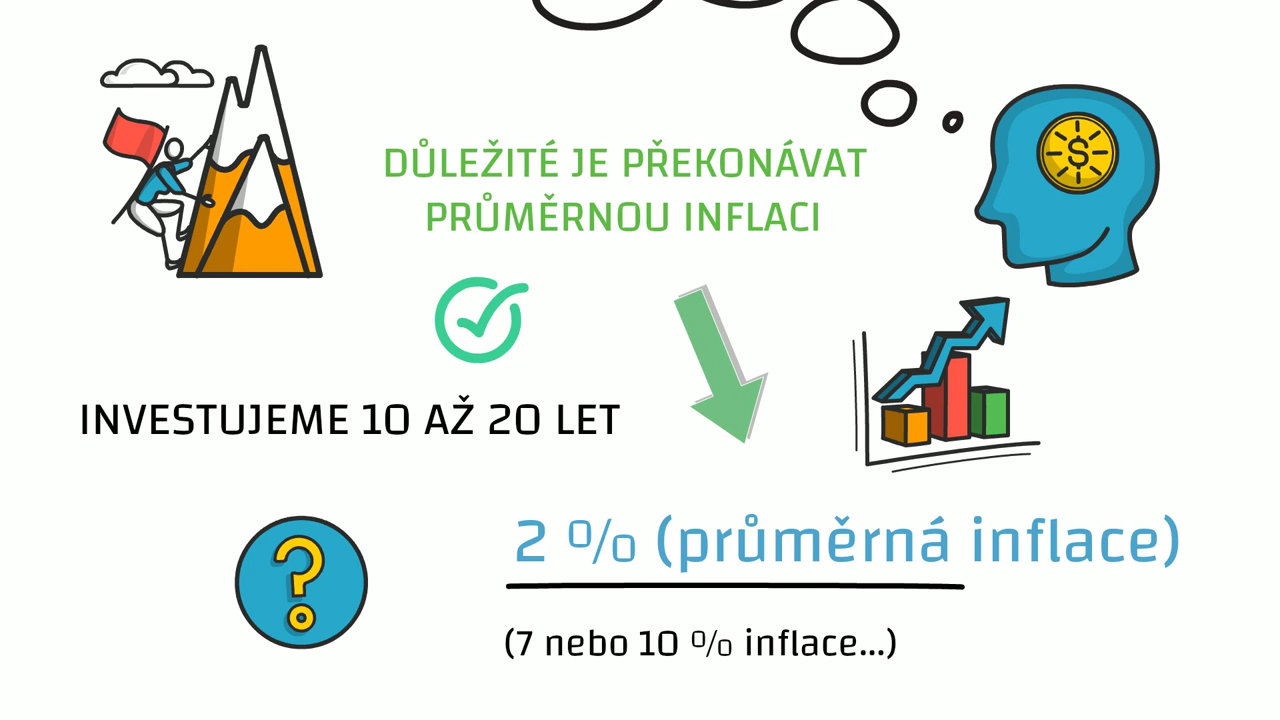 DŮLEŽITÉ JE PŘEKONÁVAT
PRŮMĚRNOU INFLACI
INVESTUJEME 10 AŽ 20 LET
2 % (průměrná inflace)
(7 nebo 10 % inflace...)